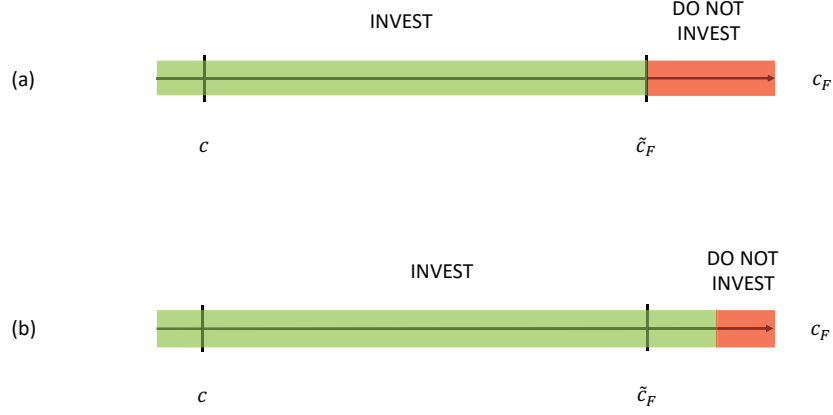 DO NOT
INVEST
INVEST
(a)
c_F
c
c̃_F
DO NOT
INVEST
INVEST
(b)
c_F
c
c̃_F